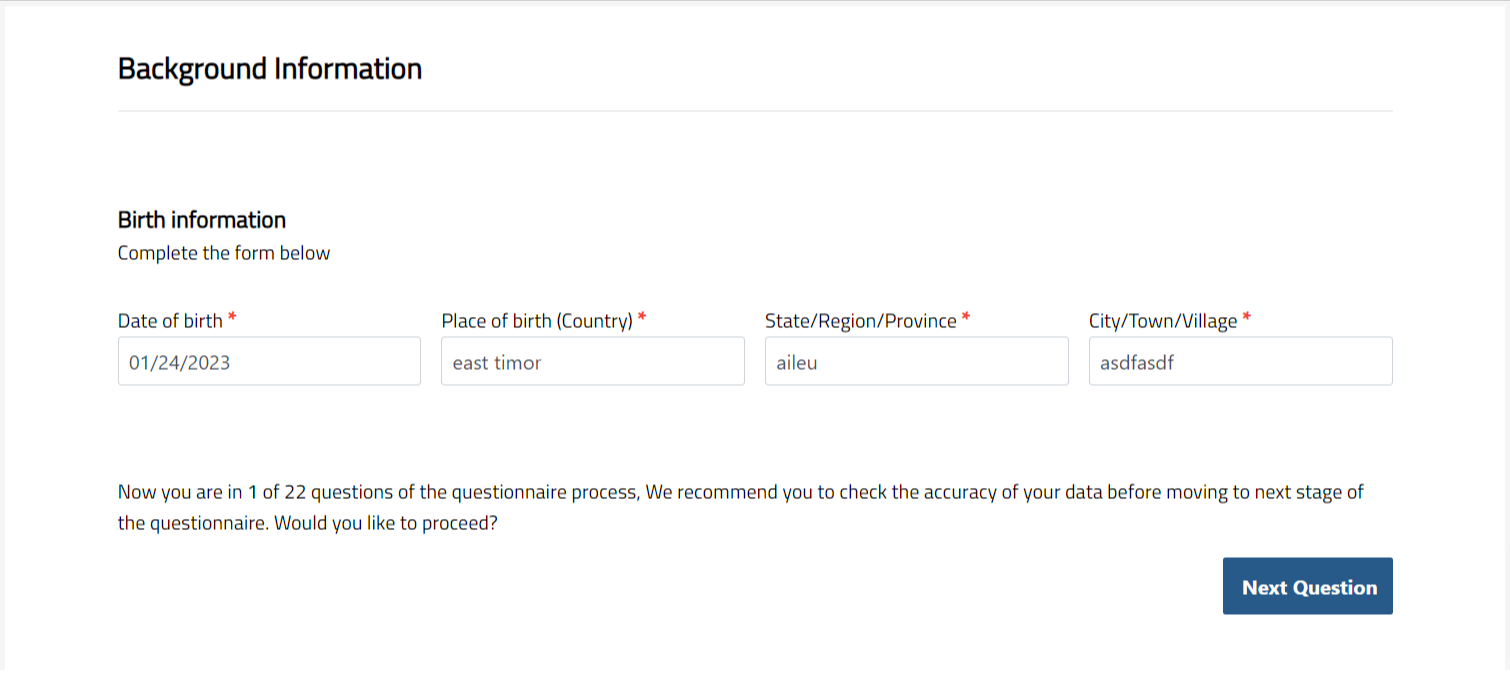 Background Information
Birth information
Complete the form below
Date of birth *
Place of birth (Country) *
State/Region/Province *
City/Town/Village *
01/24/2023
east timor
aileu
asdfasdf
Now you are in 1 of 22 questions of the questionnaire process, We recommend you to check the accuracy of your data before moving to next stage of
the questionnaire. Would you like to proceed?
Next Question